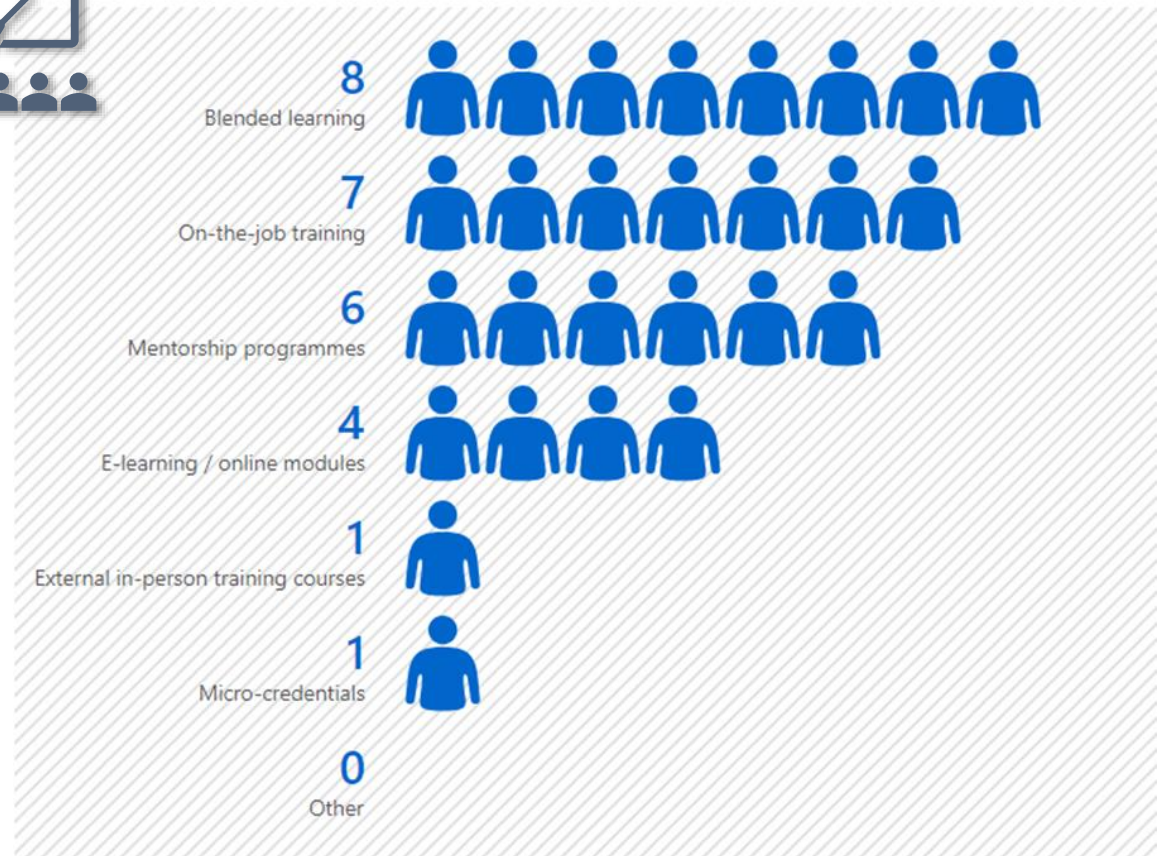 8
Blended learning
7
On-the-job training
6
Mentorship programmes
4
E-learning / online modules
1
External in-person training courses
1
Micro-credentials
0
Other